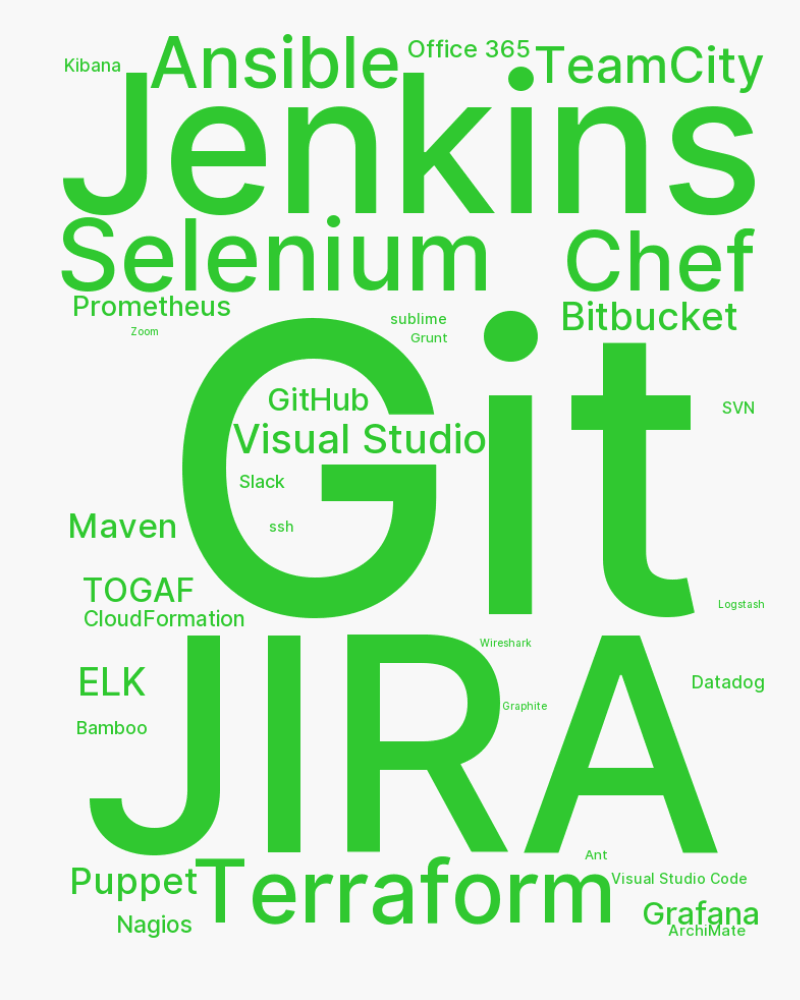 Kibana
Ansible
Office 365
TeamCity
Jenkins
Selenium
Chef
Prometheus
Bitbucket
sublime
Zoom
Grunt
Git
GitHub
SVN
Visual Studio
Slack
Maven
ssh
TOGAF
Logstash
CloudFormation
JIRA
Wireshark
ELK
Datadog
Graphite
Bamboo
Ant
Puppet
Terraform
Visual Studio Code
Grafana
Nagios
ArchiMate